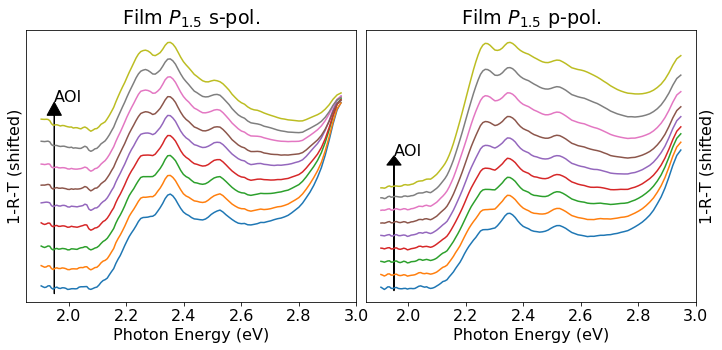 Film P1.5 s-pol.
Film P1.5 p-pol.
AOI
AOI
1-R-T (shifted)
1-R-T (shifted)
2.0 2.2 2.4 2.6 2.8 3.0
2.0 2.2 2.4 2.6 2.8 3.0
Photon Energy (eV)
Photon Energy (eV)